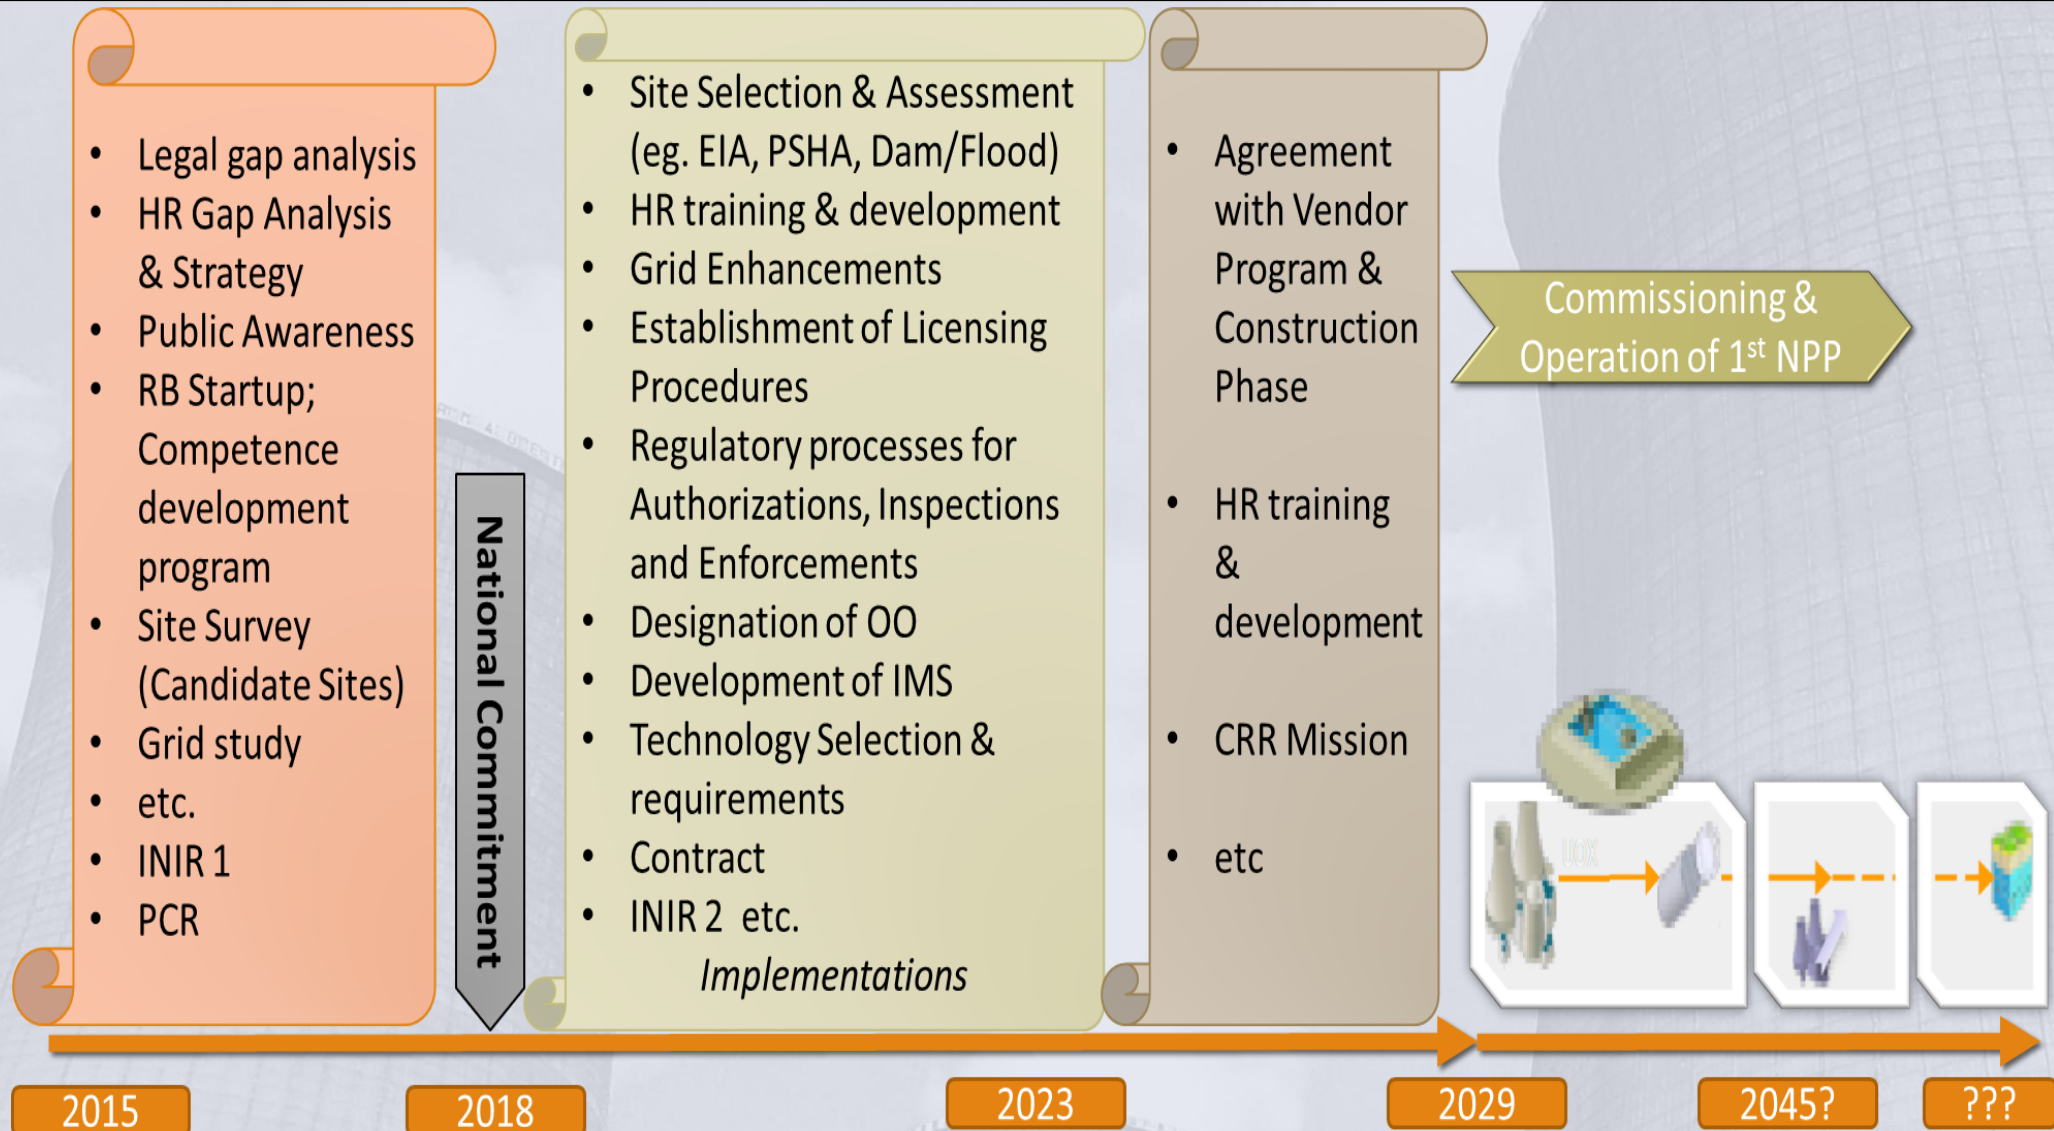 • Legal gap analysis
• HR Gap Analysis
& Strategy
• Public Awareness
• RB Startup;
Competence
development
program
• Site Survey
(Candidate Sites)
• Grid study
• etc.
• INIR 1
• PCR
National Commitment
• Site Selection & Assessment
(eg. EIA, PSHA, Dam/Flood)
• HR training & development
• Grid Enhancements
• Establishment of Licensing
Procedures
• Regulatory processes for
Authorizations, Inspections
and Enforcements
• Designation of OO
• Development of IMS
• Technology Selection &
requirements
• Contract
• INIR 2 etc.
Implementations
• Agreement
with Vendor
Program &
Construction
Phase
• HR training
&
development
• CRR Mission
• etc
Commissioning &
Operation of 1st NPP
UOX
2015
2018
2023
2029
2045?
???